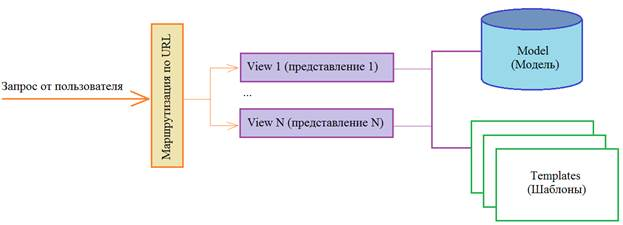 Запрос от пользователя
Маршрутизация по URL
View 1 (представление 1)
...
View N (представление N)
Model
(Модель)
Templates
(Шаблоны)